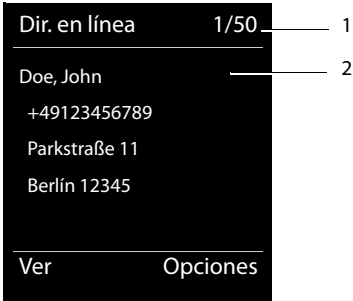 Dir. en línea 1/50 1
Doe, John 2
+49123456789
Parkstraße 11
Berlín 12345
Ver Opciones